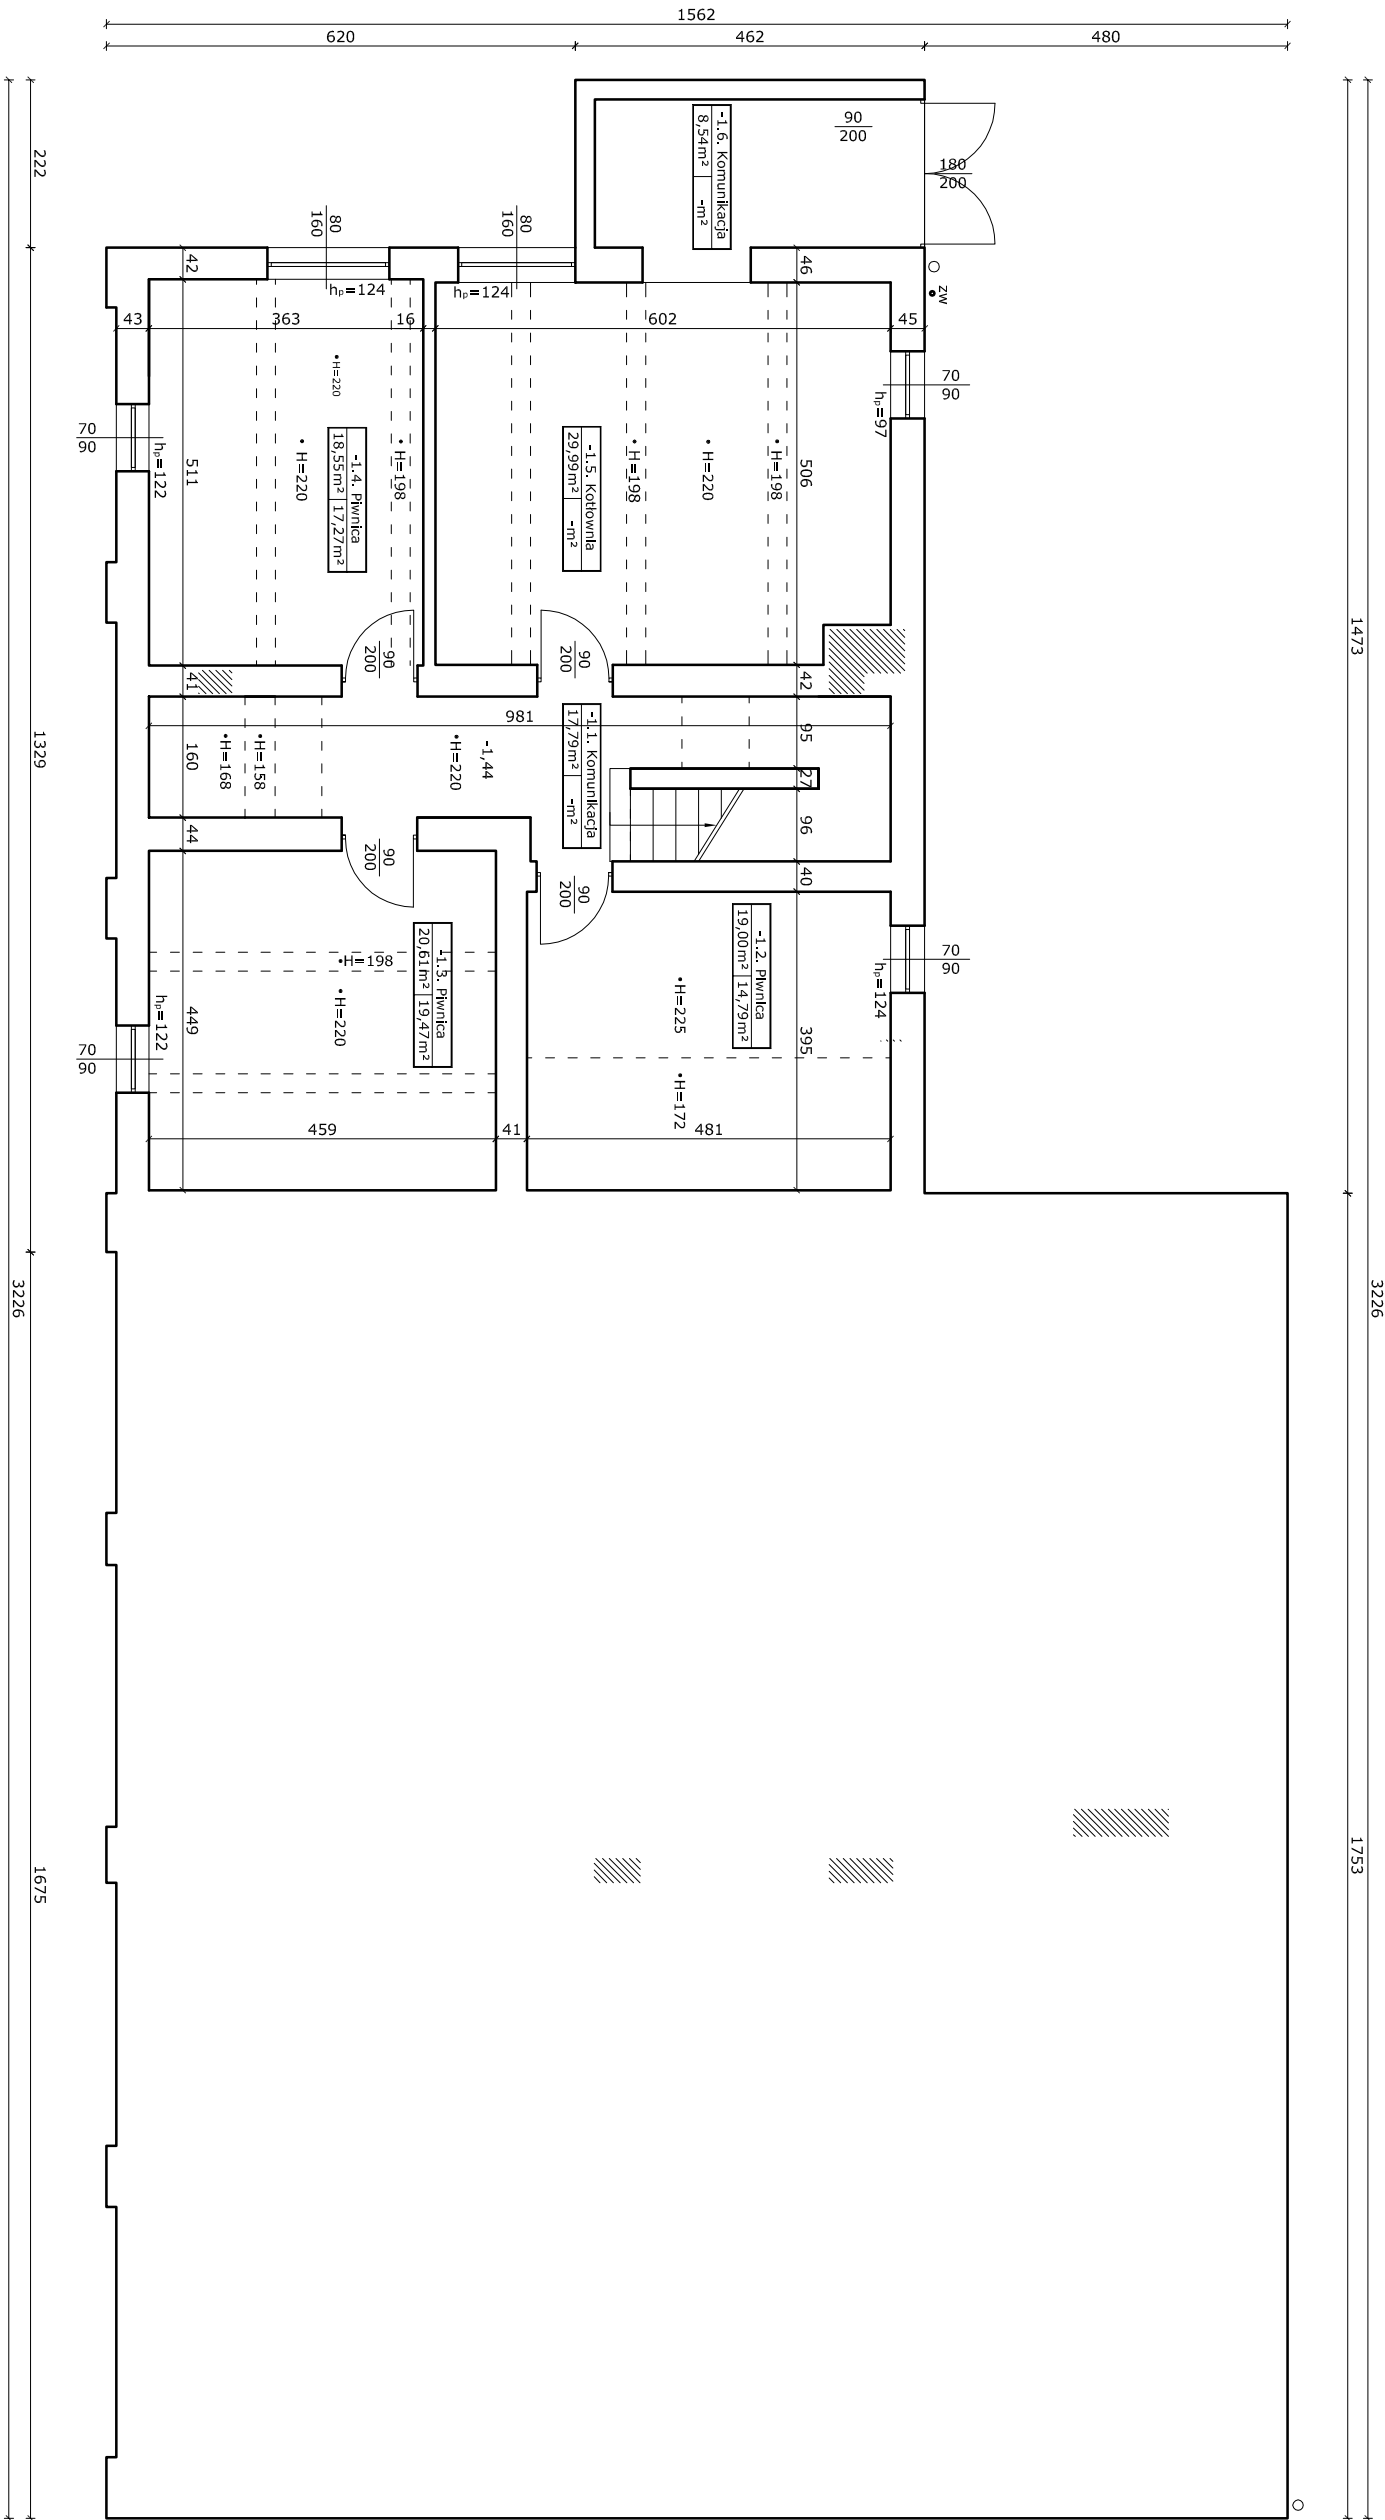 1562
620
462
480
222
1329
1675
3226
1473
1753
3226
-1.6. Komunikacja
8,54m² -m²
90
200
180
200
80
160
80
160
42
46
zw
hₚ=124
hₚ=124
43
363
16
602
45
70
90
hₚ=97
•H=220
70
90
hₚ=122
511
•H=220
-1.4. Piwnica
18,55m² 17,27m²
•H=198
-1.5. Kotłownia
29,99m² -m²
•H=198
•H=220
•H=198
506
90
200
90
200
41
42
981
160
•H=168
•H=158
•H=220
-1,44
-1.1. Komunikacja
17,79m² -m²
95
27
96
44
40
90
200
90
200
-1.3. Piwnica
20,61m² 19,47m²
-1.2. Piwnica
19,00m² 14,79m²
70
90
hₚ=124
•H=198
•H=220
•H=225
•H=172
hₚ=122
70
90
449
395
459
41
481